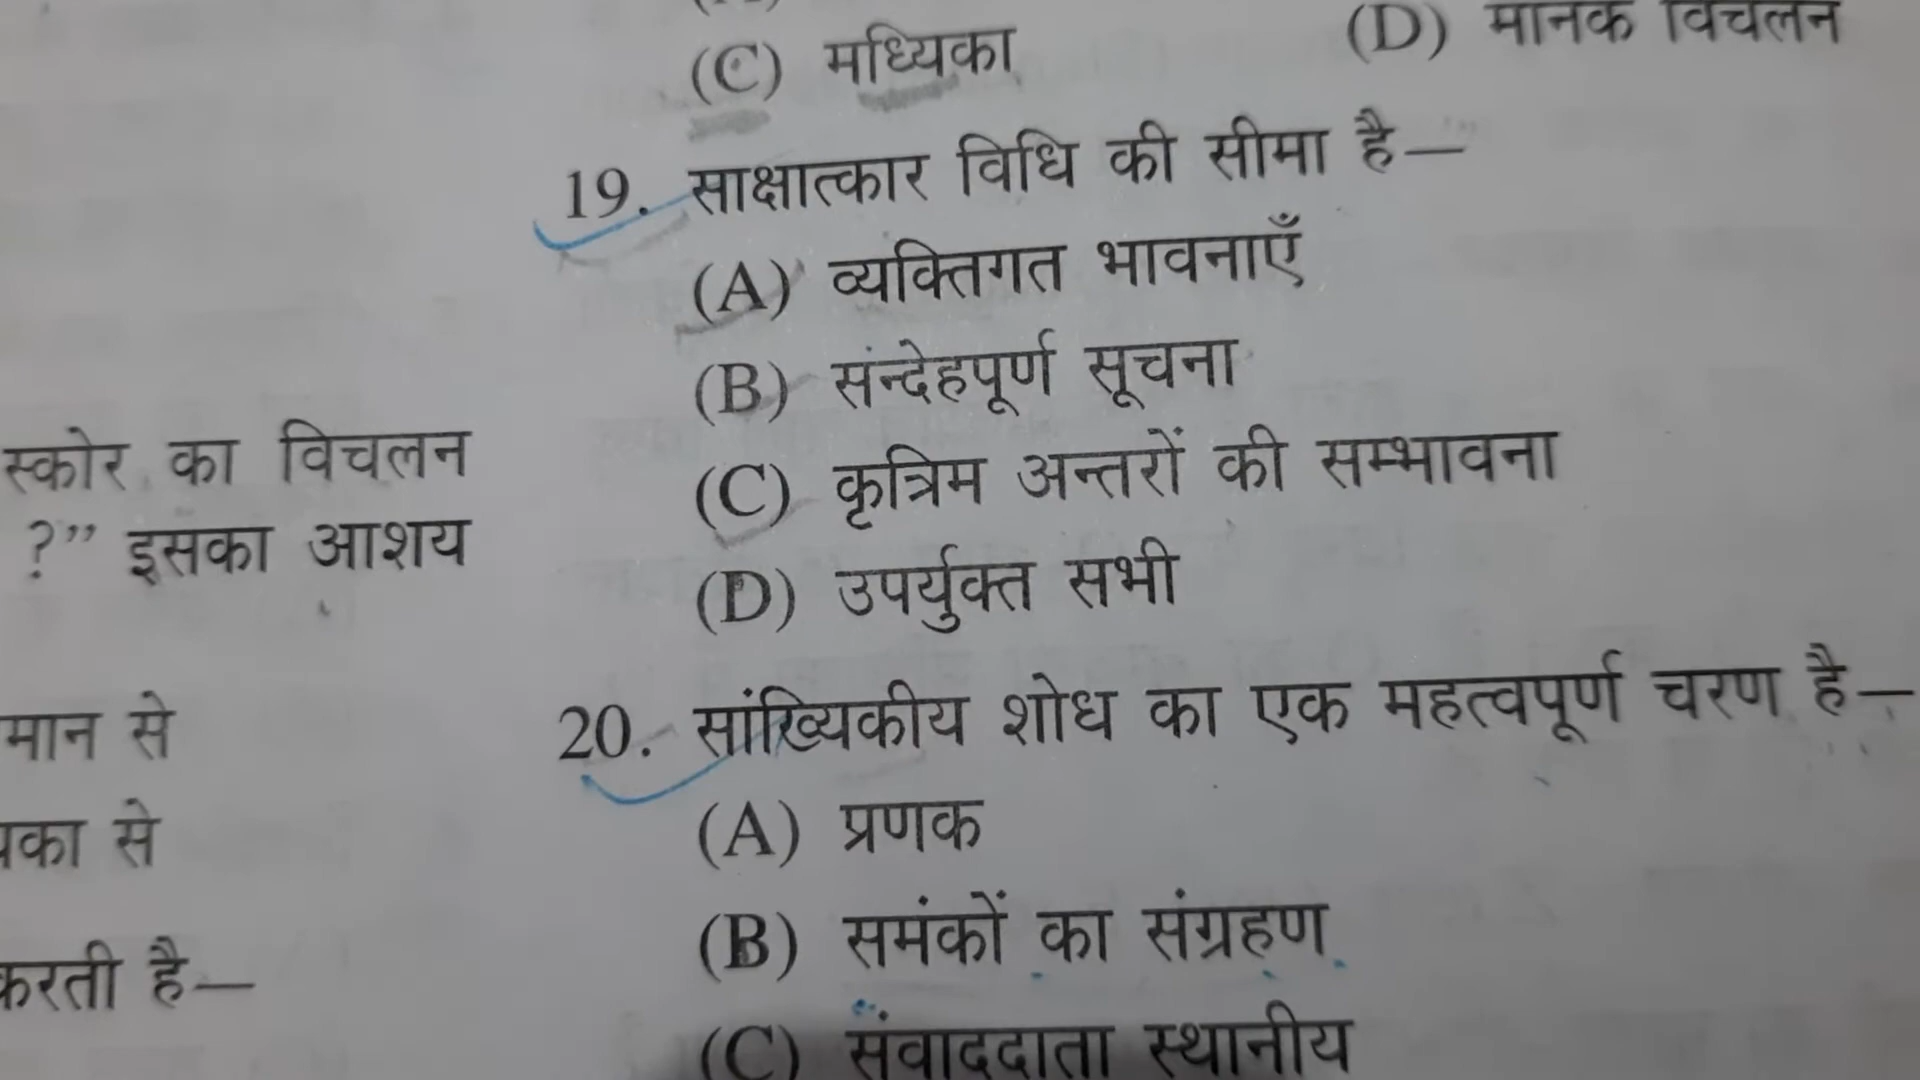 स्कोर का विचलन
?” इसका आशय
मान से
का से
करती है—
(C) मध्यिका
(D) मानक विचलन
19. साक्षात्कार विधि की सीमा है—
(A) व्यक्तिगत भावनाएँ
(B) सन्देहपूर्ण सूचना
(C) कृत्रिम अन्तरों की सम्भावना
(D) उपर्युक्त सभी
20. सांख्यिकीय शोध का एक महत्वपूर्ण चरण है—
(A) प्रणक
(B) समंकों का संग्रहण
(C) संवाददाता स्थानीय